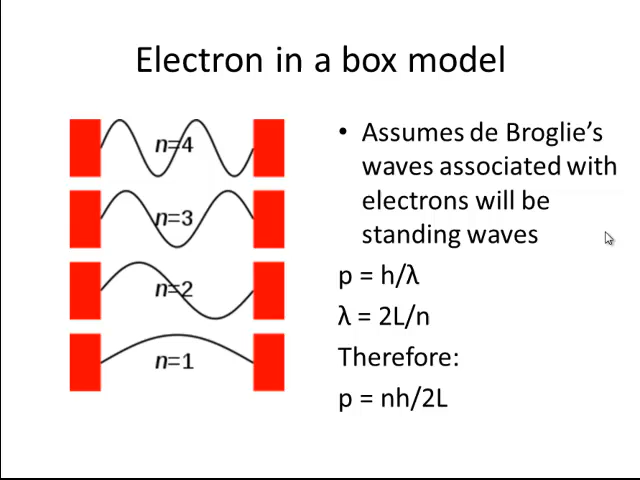 Electron in a box model
n=4
n=3
n=2
n=1
• Assumes de Broglie’s
waves associated with
electrons will be
standing waves
p = h/λ
λ = 2L/n
Therefore:
p = nh/2L